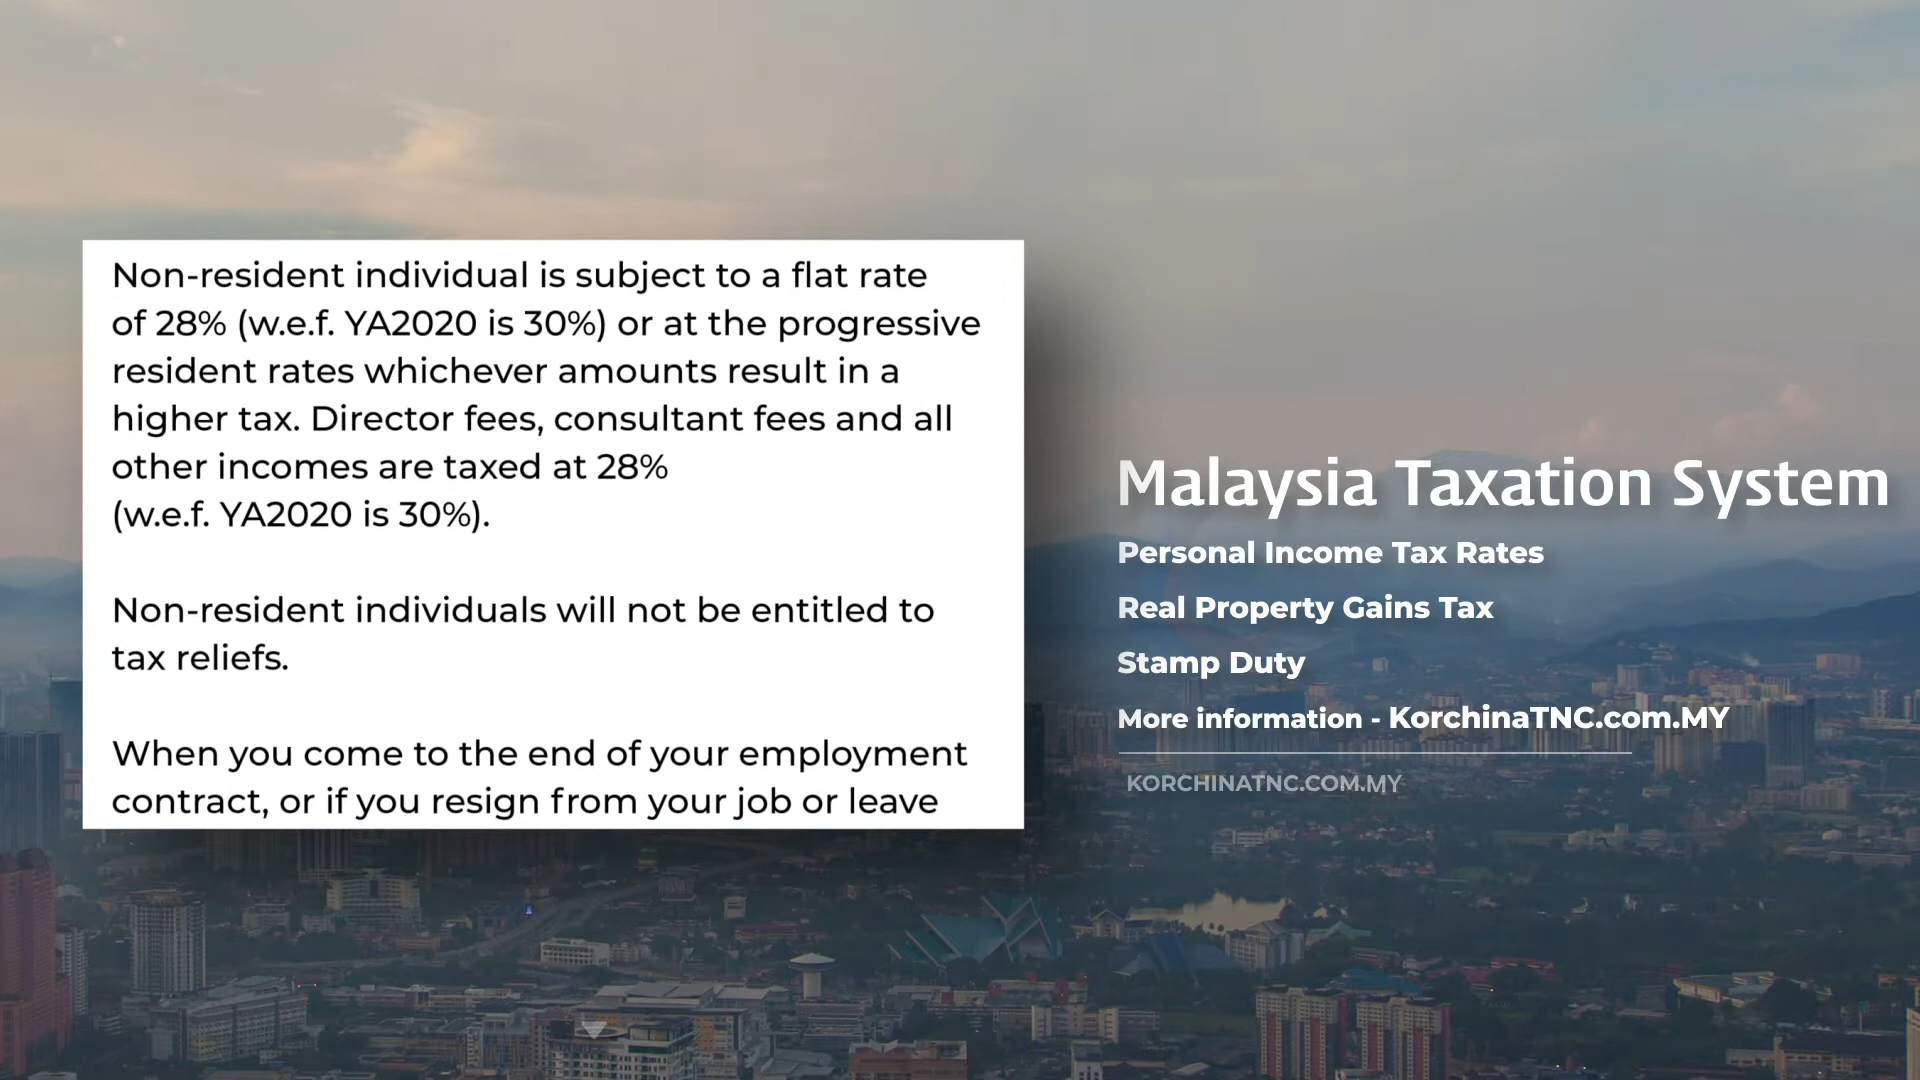 Non-resident individual is subject to a flat rate
of 28% (w.e.f. YA2020 is 30%) or at the progressive
resident rates whichever amounts result in a
higher tax. Director fees, consultant fees and all
other incomes are taxed at 28%
(w.e.f. YA2020 is 30%).
Non-resident individuals will not be entitled to
tax reliefs.
When you come to the end of your employment
contract, or if you resign from your job or leave
Malaysia Taxation System
Personal Income Tax Rates
Real Property Gains Tax
Stamp Duty
More information - KorchinaTNC.com.MY
KORCHINATNC.COM.MY